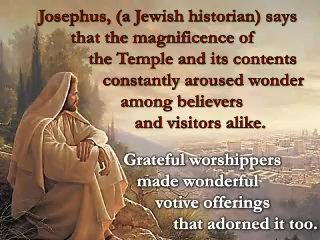 Josephus, (a Jewish historian) says
that the magnificence of
the Temple and its contents
constantly aroused wonder
among believers
and visitors alike.
Grateful worshippers
made wonderful
votive offerings
that adorned it too.